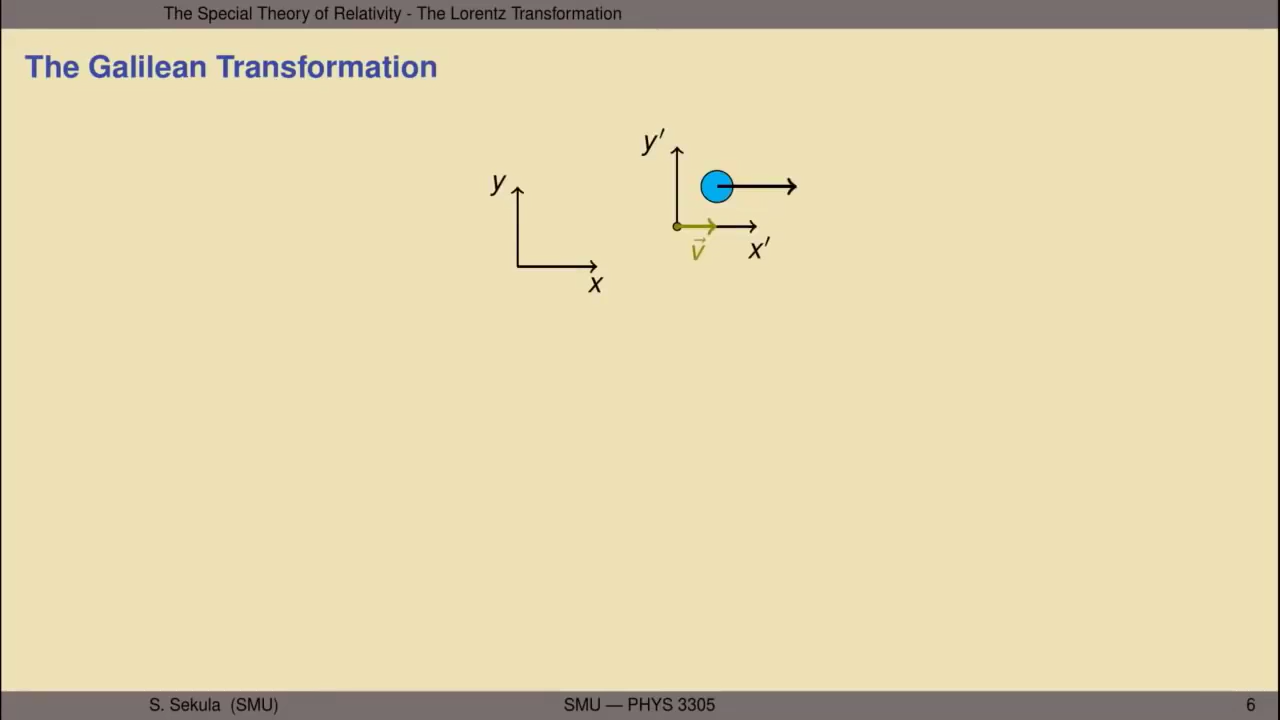 The Special Theory of Relativity - The Lorentz Transformation
The Galilean Transformation
y
x
y′
v⃗
x′
S. Sekula (SMU) SMU — PHYS 3305 6